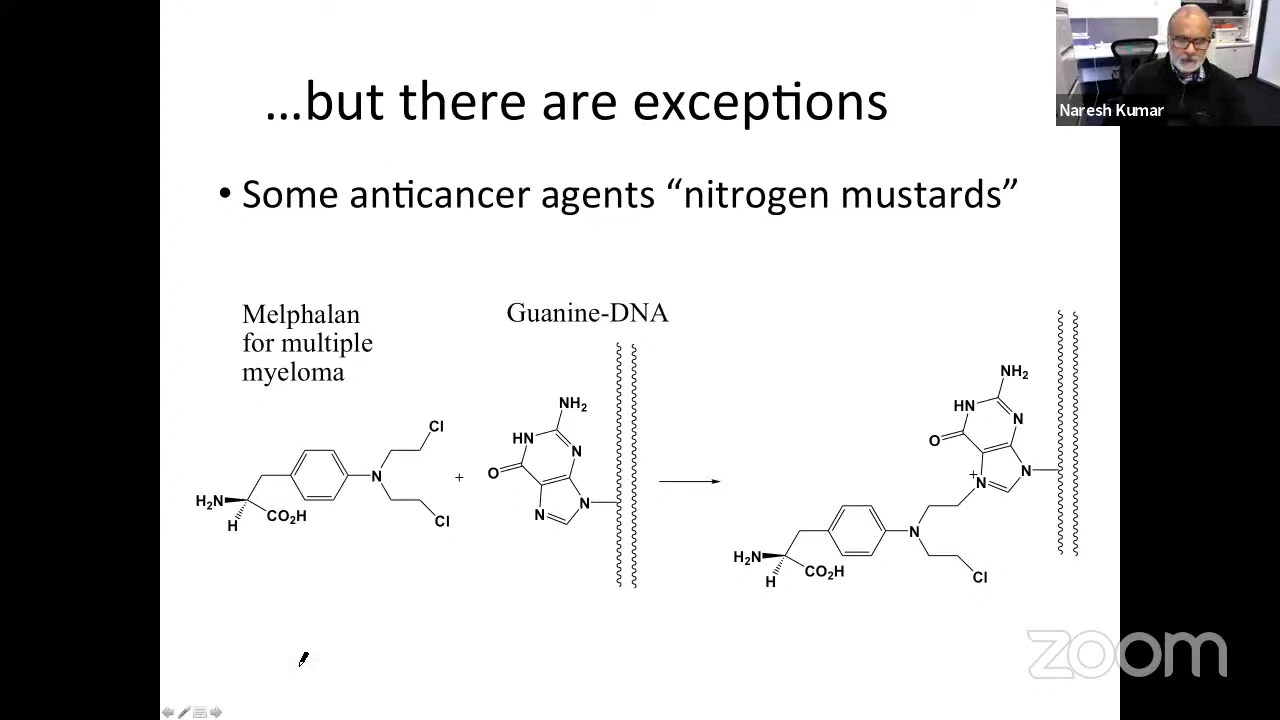 ...but there are exceptions
• Some anticancer agents “nitrogen mustards”
Naresh Kumar
Melphalan
for multiple
myeloma
Guanine-DNA
Cl
Cl
N
H₂N
H
CO₂H
+
NH₂
HN
N
O
N
N
NH₂
HN
N
O
+
N
N
N
Cl
H₂N
H
CO₂H
zoom